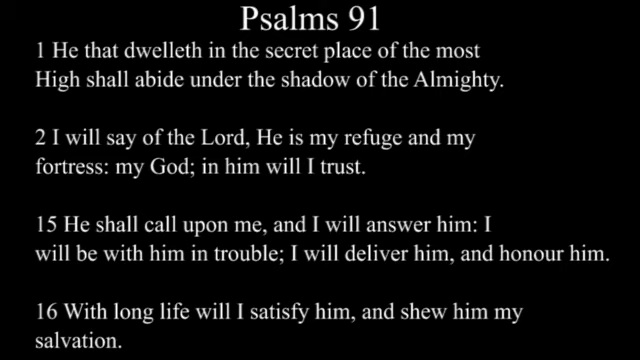 Psalms 91
1 He that dwelleth in the secret place of the most
High shall abide under the shadow of the Almighty.
2 I will say of the Lord, He is my refuge and my
fortress: my God; in him will I trust.
15 He shall call upon me, and I will answer him: I
will be with him in trouble; I will deliver him, and honour him.
16 With long life will I satisfy him, and shew him my
salvation.